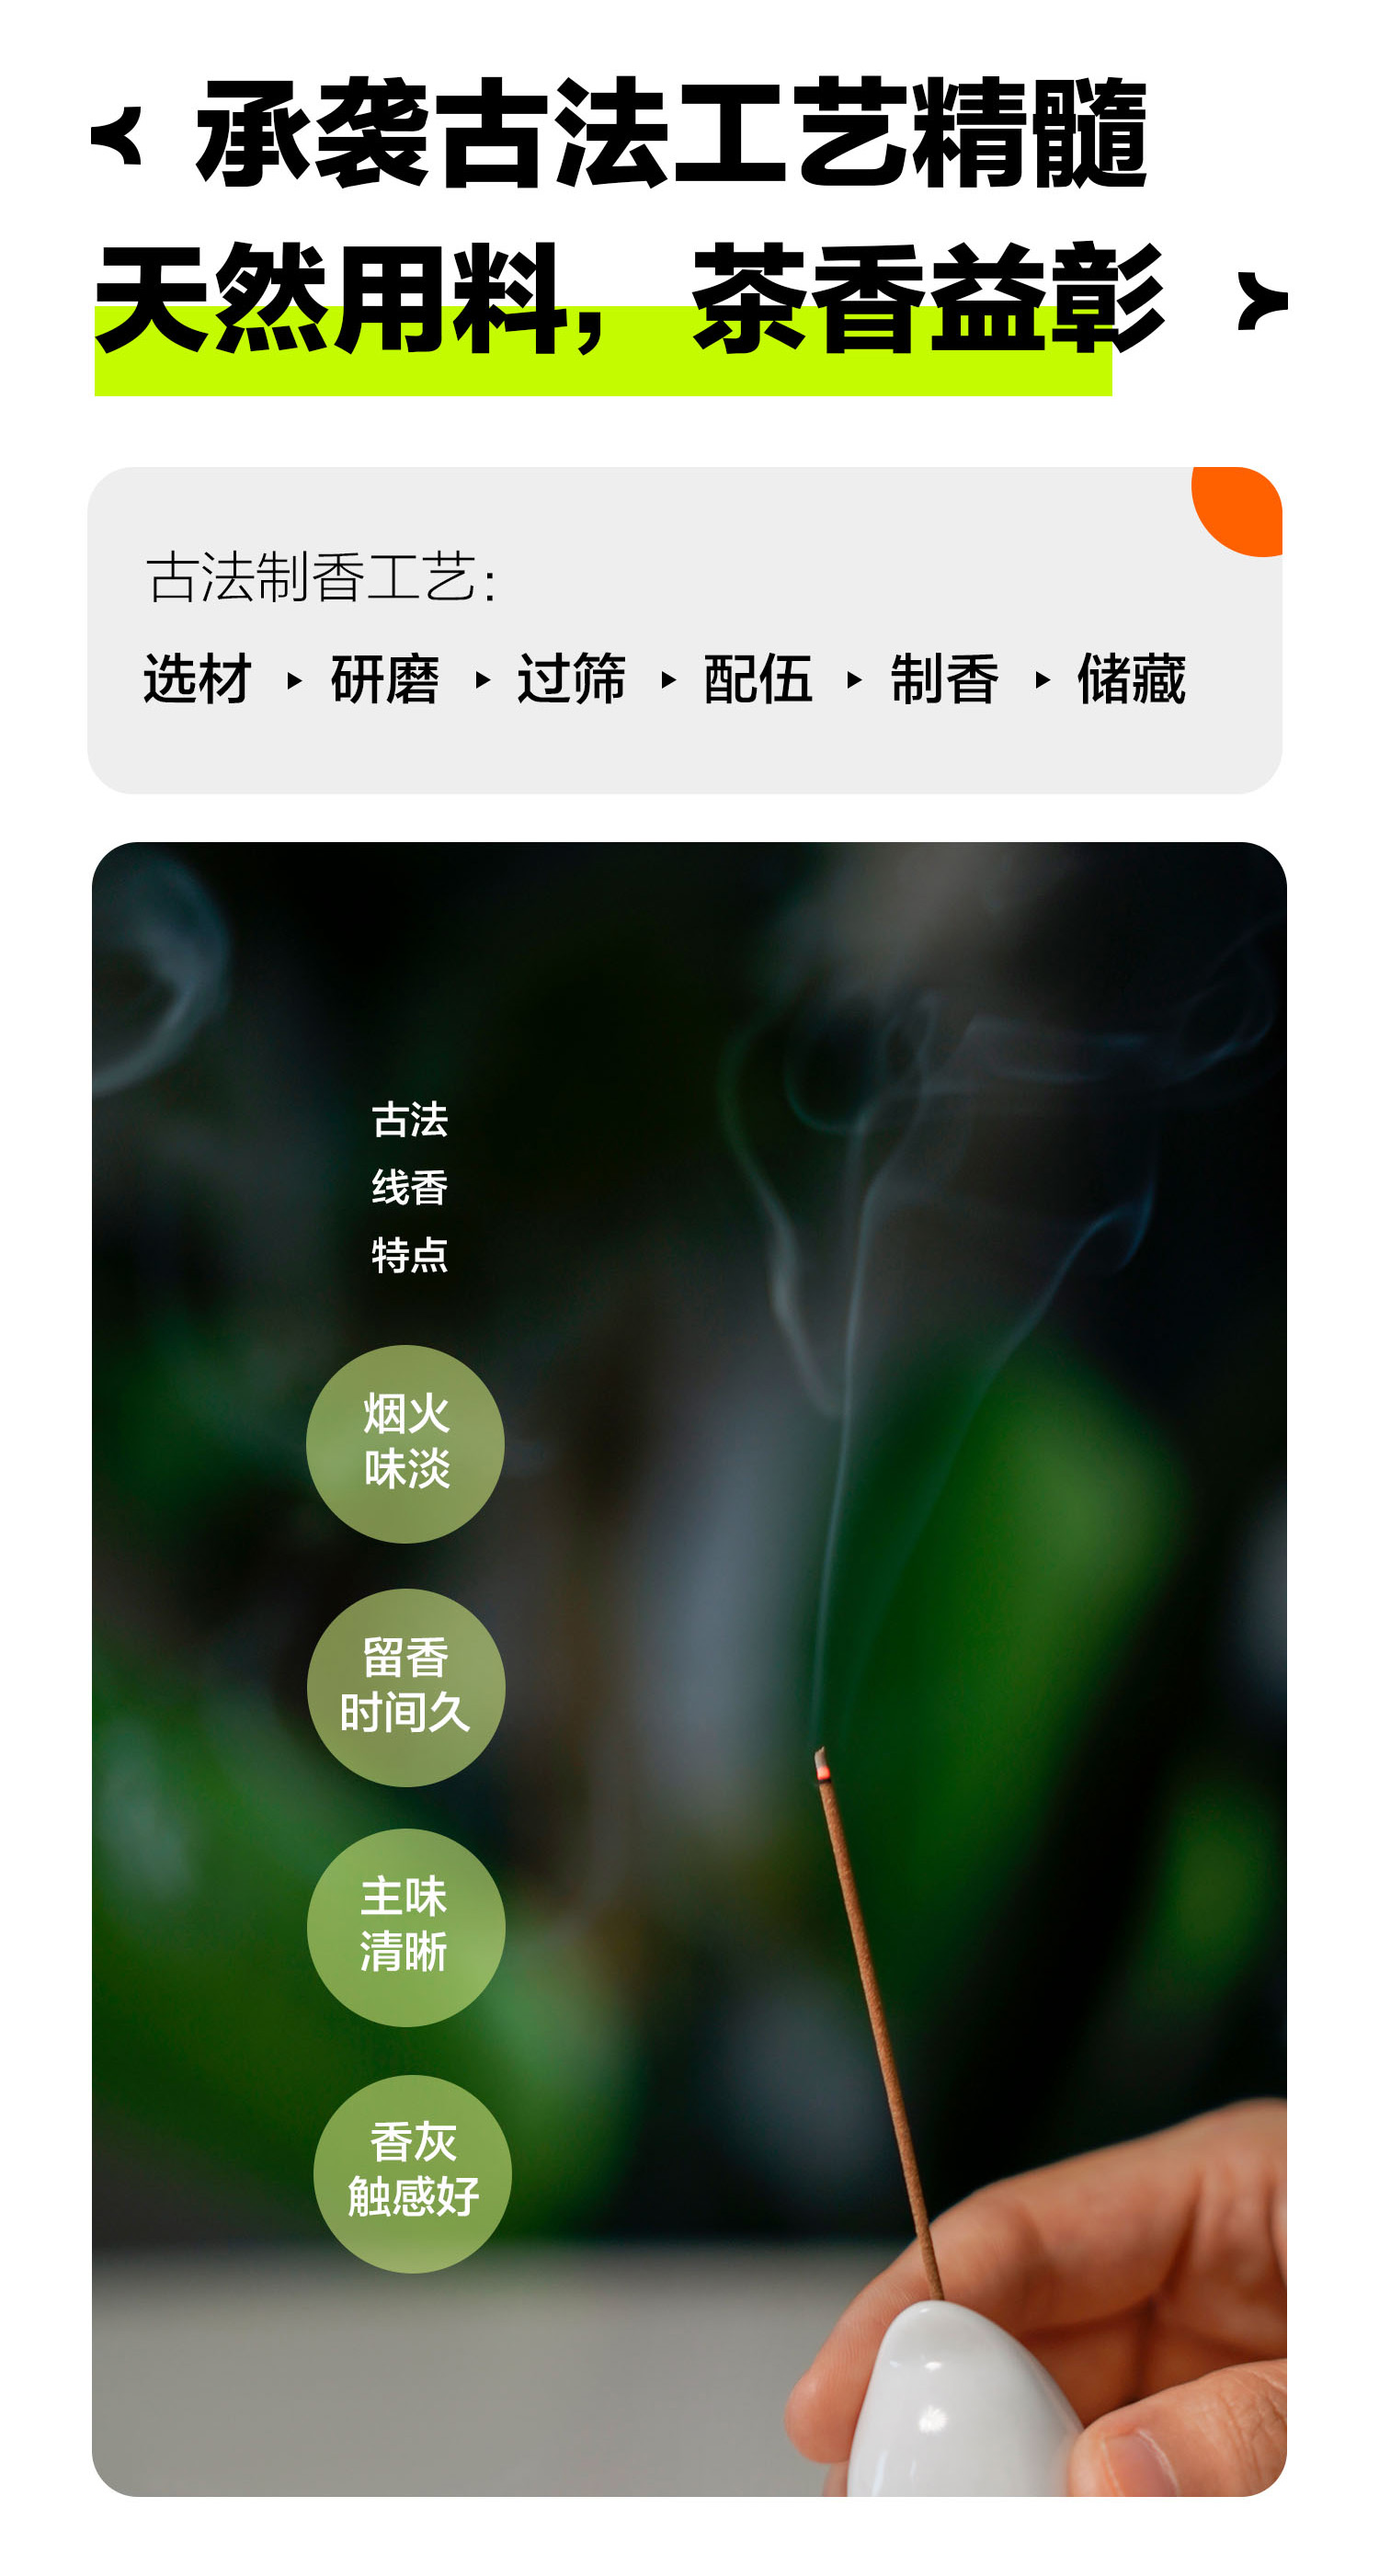 承袭古法工艺精髓
天然用料，茶香益彰
古法制香工艺：
选材 ▸ 研磨 ▸ 过筛 ▸ 配伍 ▸ 制香 ▸ 储藏
古法
线香
特点
烟火
味淡
留香
时间久
主味
清晰
香灰
触感好